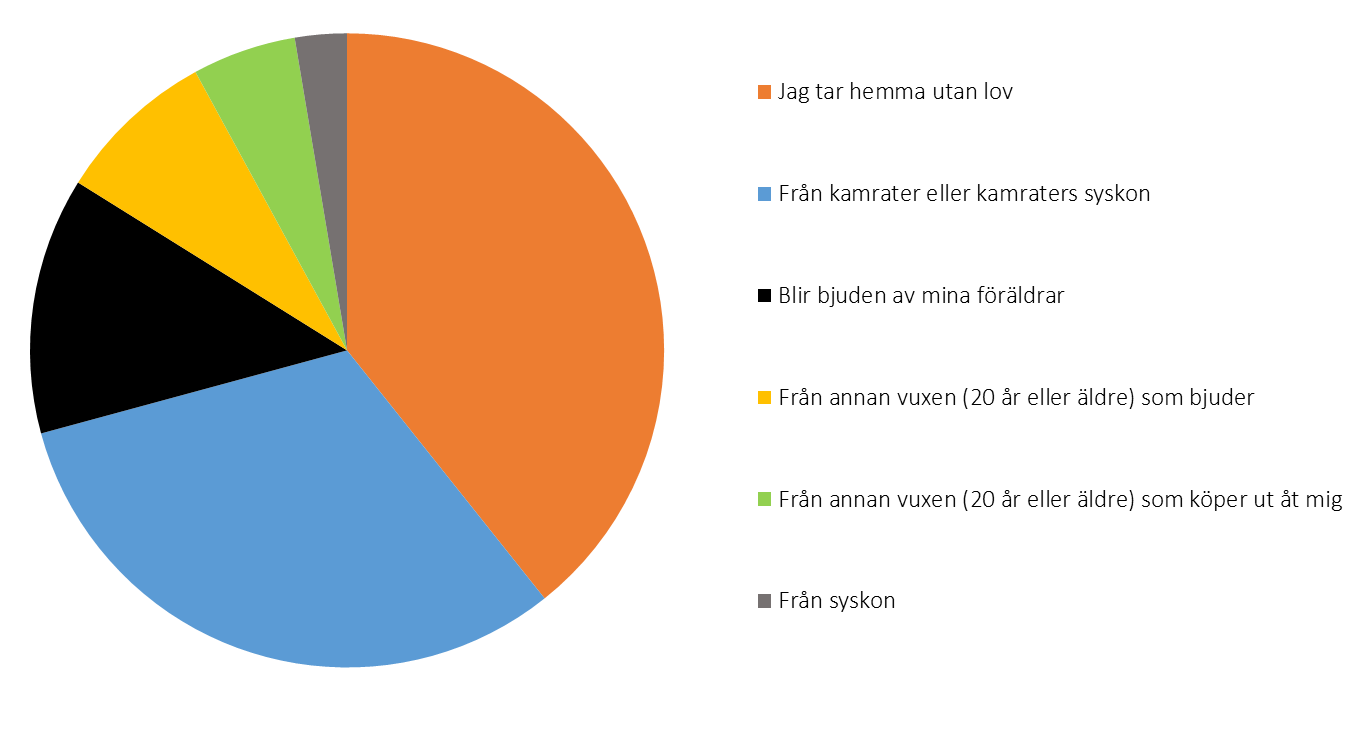 Jag tar hemma utan lov
Från kamrater eller kamraters syskon
Blir bjuden av mina föräldrar
Från annan vuxen (20 år eller äldre) som bjuder
Från annan vuxen (20 år eller äldre) som köper ut åt mig
Från syskon